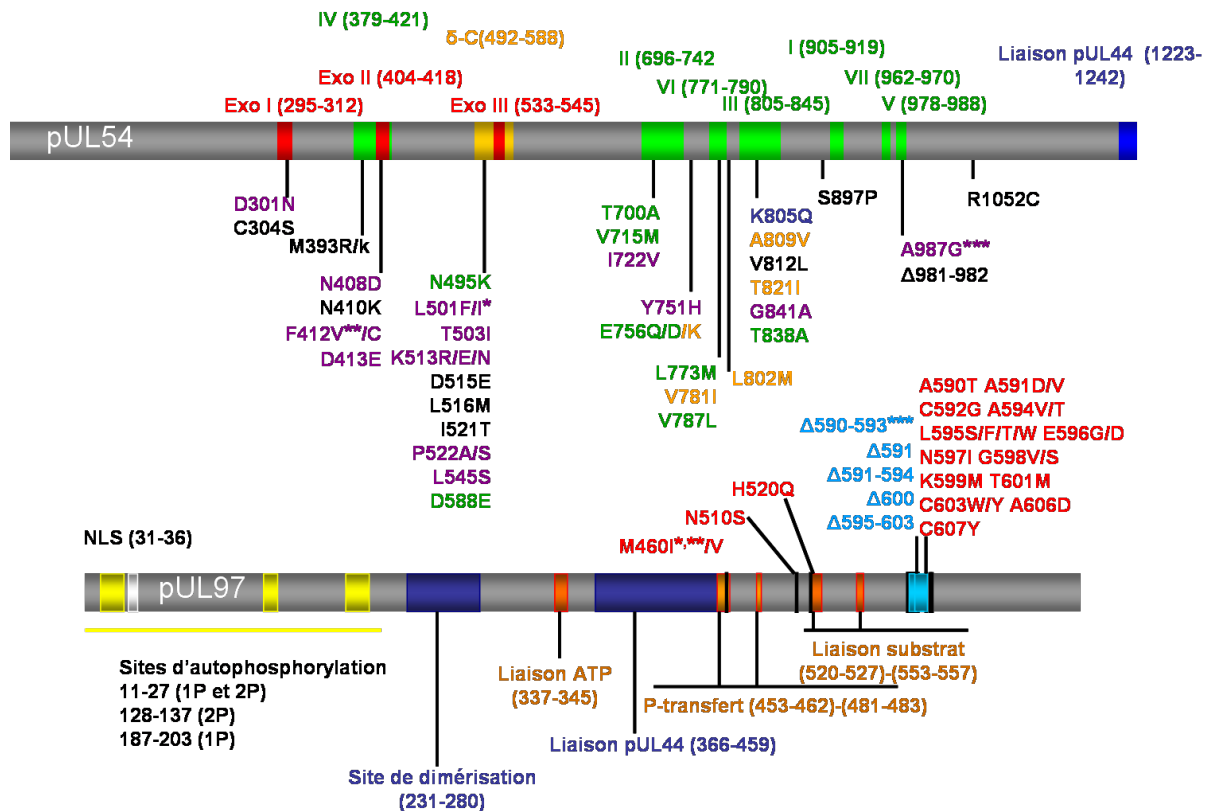 IV (379-421)
δ-C(492-588)
I (905-919)
II (696-742
Liaison pUL44 (1223-
1242)
Exo II (404-418)
VI (771-790)
VII (962-970)
Exo I (295-312)
Exo III (533-545)
III (805-845)
V (978-988)
pUL54
D301N
C304S
M393R/k
N408D
N410K
F412V**/C
D413E
N495K
L501F/I*
T503I
K513R/E/N
D515E
L516M
I521T
P522A/S
L545S
D588E
T700A
V715M
I722V
Y751H
E756Q/D/K
L773M
V781I
V787L
L802M
K805Q
A809V
V812L
T821I
G841A
T838A
S897P
A987G***
Δ981-982
R1052C
A590T A591D/V
C592G A594V/T
L595S/F/T/W E596G/D
N597I G598V/S
K599M T601M
C603W/Y A606D
C607Y
Δ590-593***
Δ591
Δ591-594
Δ600
Δ595-603
H520Q
N510S
M460I*,**/V
NLS (31-36)
pUL97
Sites d'autophosphorylation
11-27 (1P et 2P)
128-137 (2P)
187-203 (1P)
Liaison ATP
(337-345)
Liaison substrat
(520-527)-(553-557)
P-transfert (453-462)-(481-483)
Liaison pUL44 (366-459)
Site de dimérisation
(231-280)